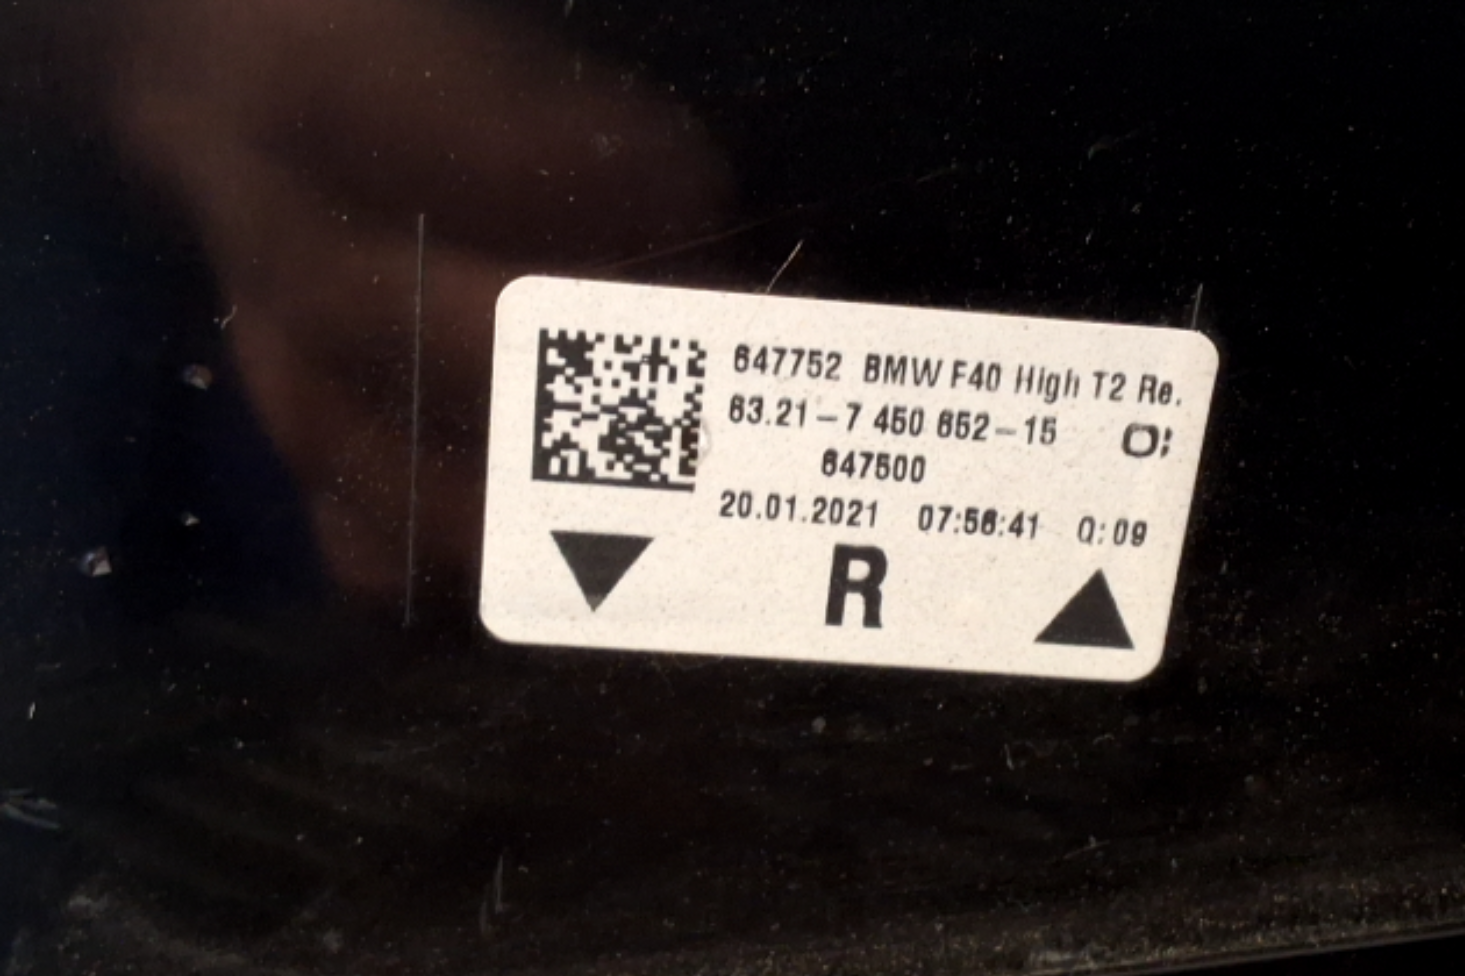 647752 BMW F40 High T2 Re.
63.21-7 450 652-15 O;
647500
20.01.2021 07:56:41 Q:09
R